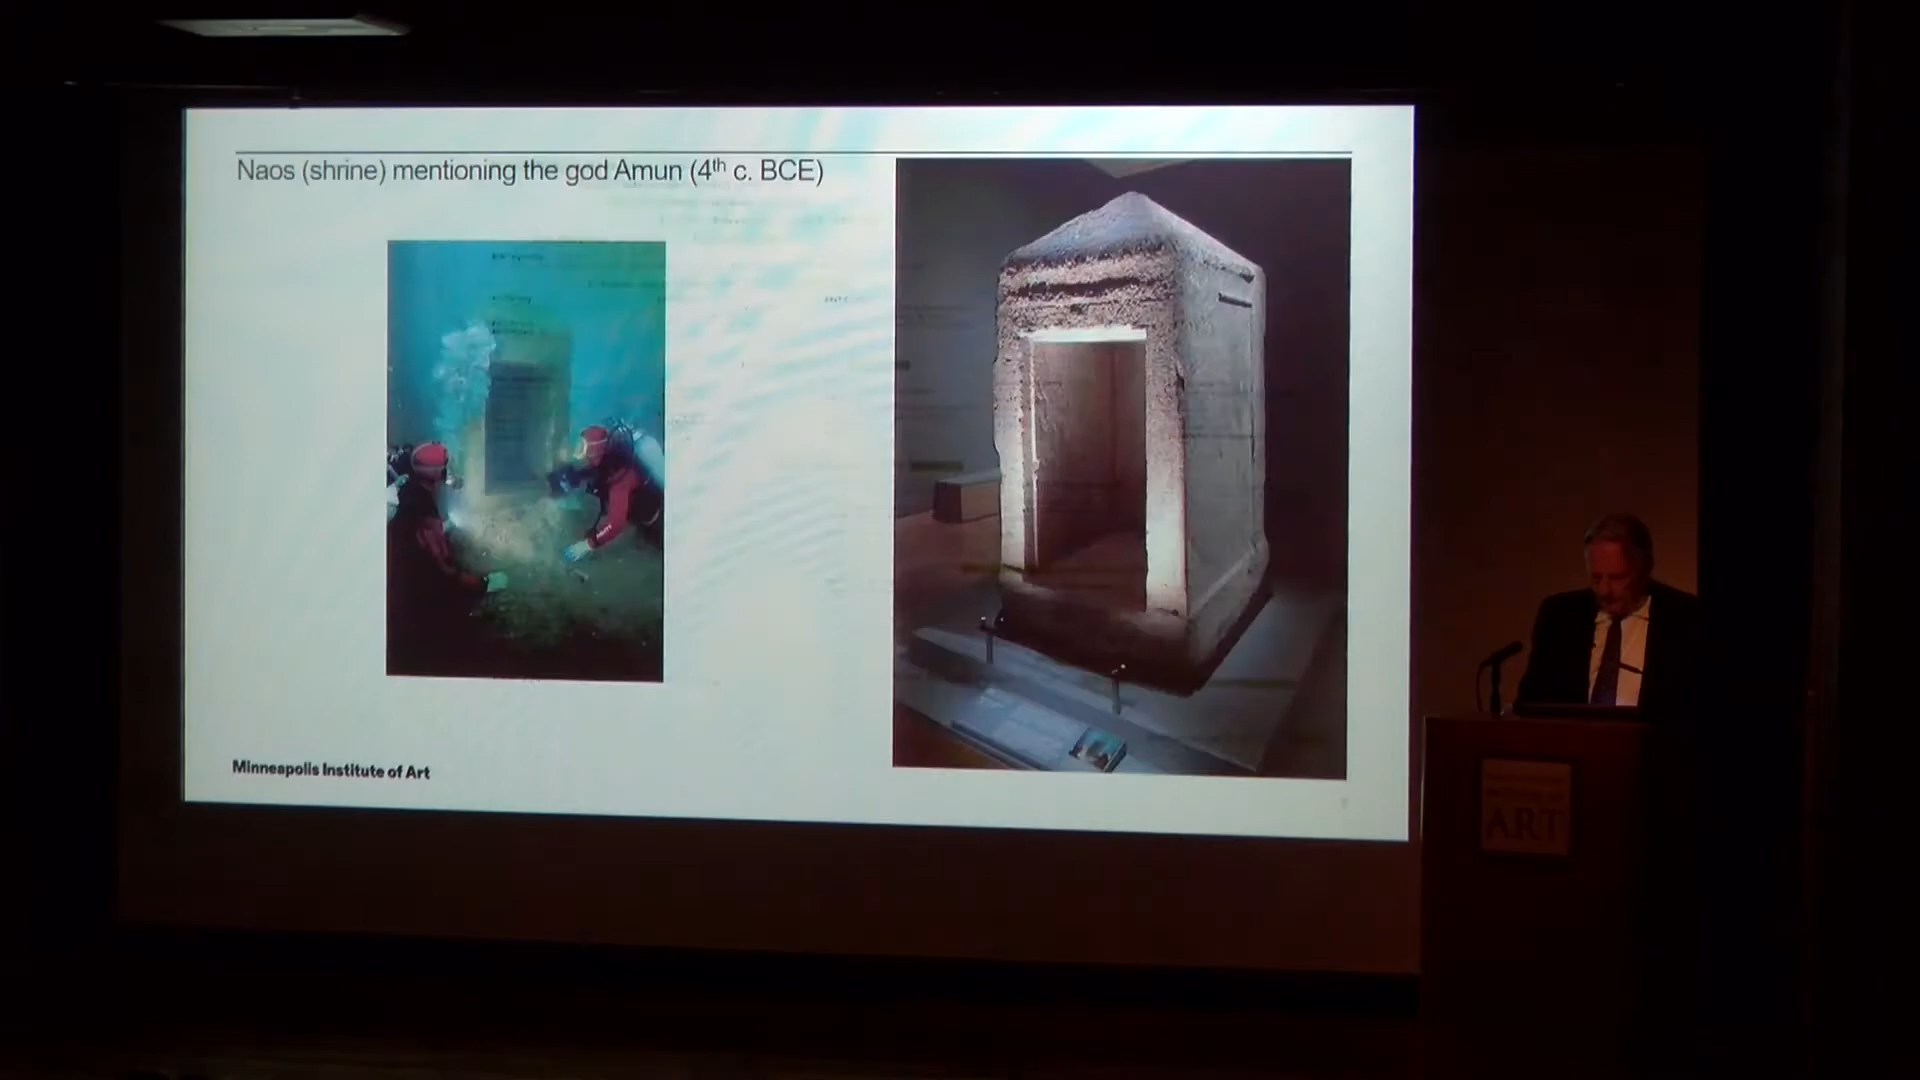 Naos (shrine) mentioning the god Amun (4th c. BCE)
Minneapolis Institute of Art
ART